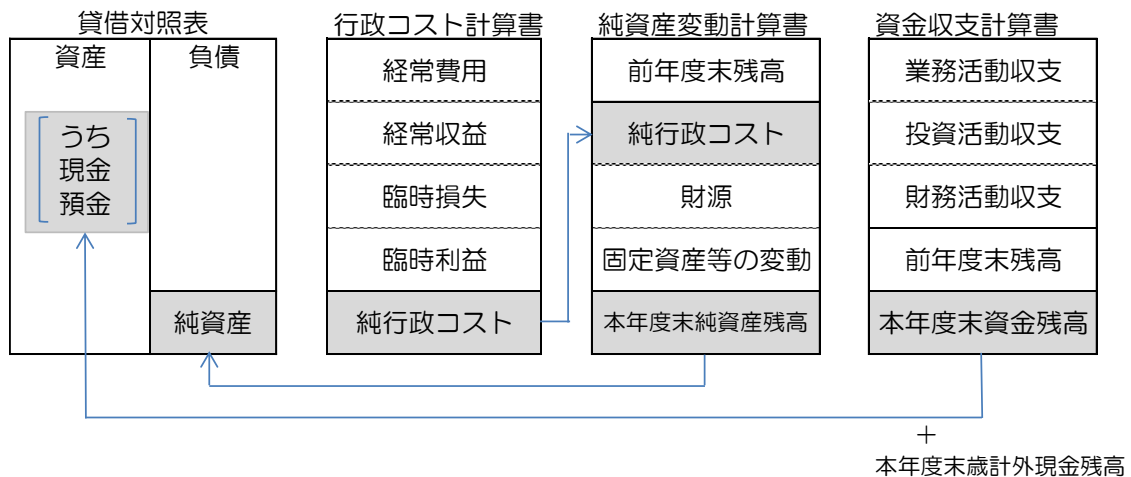 貸借対照表
資産
負債
うち
現金
預金
純資産
行政コスト計算書
経常費用
経常収益
臨時損失
臨時利益
純行政コスト
純資産変動計算書
前年度末残高
純行政コスト
財源
固定資産等の変動
本年度末純資産残高
資金収支計算書
業務活動収支
投資活動収支
財務活動収支
前年度末残高
本年度末資金残高
＋
本年度末歳計外現金残高